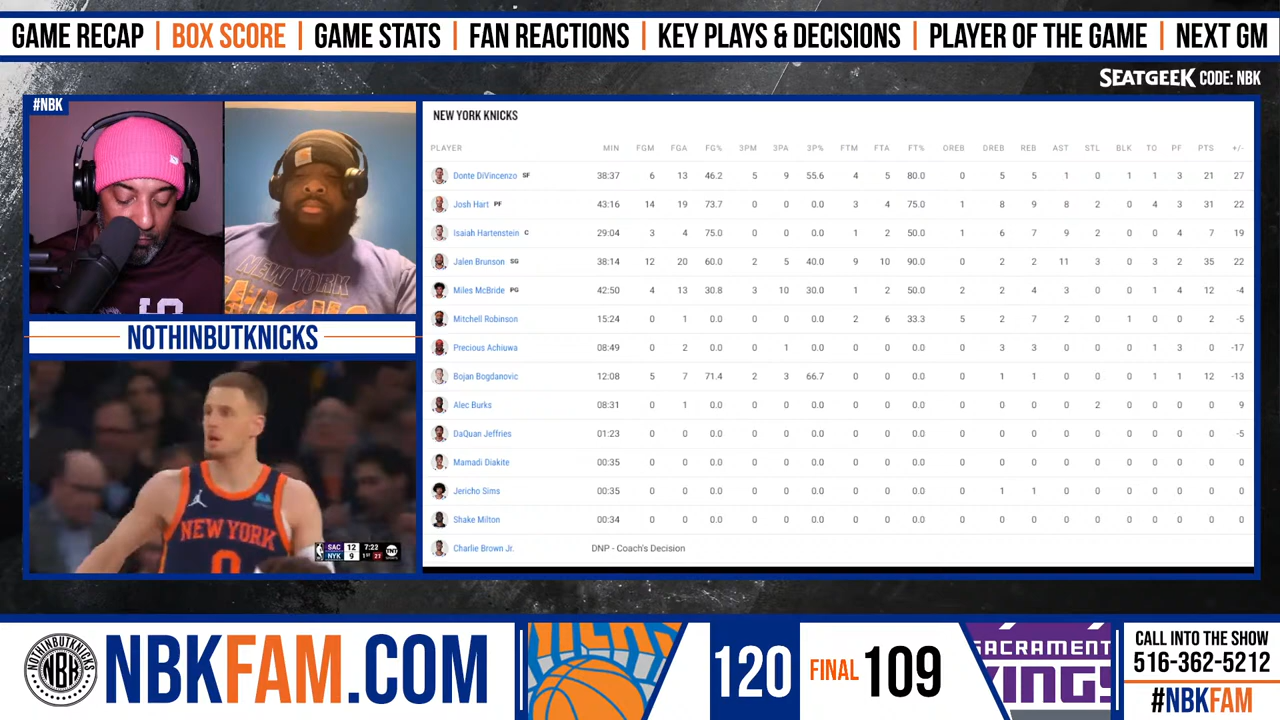 GAME RECAP | BOX SCORE | GAME STATS | FAN REACTIONS | KEY PLAYS & DECISIONS | PLAYER OF THE GAME | NEXT GM
SEATGEEK CODE: NBK
#NBK
NEW YORK
NOTHINBUTKNICKS
NEW YORK
0
SAC 12 7:22
NYK 9 1ST 21
TNT
NEW YORK KNICKS
PLAYER MIN FGM FGA FG% 3PM 3PA 3P% FTM FTA FT% OREB DREB REB AST STL BLK TO PF PTS +/-
Donte DiVincenzo SF 38:37 6 13 46.2 5 9 55.6 4 5 80.0 0 5 5 1 0 1 1 3 21 27
Josh Hart PF 43:16 14 19 73.7 0 0 0.0 3 4 75.0 1 8 9 8 2 0 4 3 31 22
Isaiah Hartenstein C 29:04 3 4 75.0 0 0 0.0 1 2 50.0 1 6 7 9 2 0 0 4 7 19
Jalen Brunson SG 38:14 12 20 60.0 2 5 40.0 9 10 90.0 0 2 2 11 3 0 3 2 35 22
Miles McBride PG 42:50 4 13 30.8 3 10 30.0 1 2 50.0 2 2 4 3 0 0 1 4 12 -4
Mitchell Robinson 15:24 0 1 0.0 0 0 0.0 2 6 33.3 5 2 7 2 0 1 0 0 2 -5
Precious Achiuwa 08:49 0 2 0.0 0 1 0.0 0 0 0.0 0 3 3 0 0 0 1 3 0 -17
Bojan Bogdanovic 12:08 5 7 71.4 2 3 66.7 0 0 0.0 0 1 1 0 0 0 1 1 12 -13
Alec Burks 08:31 0 1 0.0 0 0 0.0 0 0 0.0 0 0 0 0 2 0 0 0 0 9
DaQuan Jeffries 01:23 0 0 0.0 0 0 0.0 0 0 0.0 0 0 0 0 0 0 0 0 0 -5
Mamadi Diakite 00:35 0 0 0.0 0 0 0.0 0 0 0.0 0 0 0 0 0 0 0 0 0 0
Jericho Sims 00:35 0 0 0.0 0 0 0.0 0 0 0.0 0 1 1 0 0 0 0 0 0 0
Shake Milton 00:34 0 0 0.0 0 0 0.0 0 0 0.0 0 0 0 0 0 0 0 0 0 0
Charlie Brown Jr. DNP - Coach's Decision
NOTHINBUTKNICKS
NBK
NBKFAM.COM
120 FINAL 109
SACRAMENT
KINGS
CALL INTO THE SHOW
516-362-5212
#NBKFAM